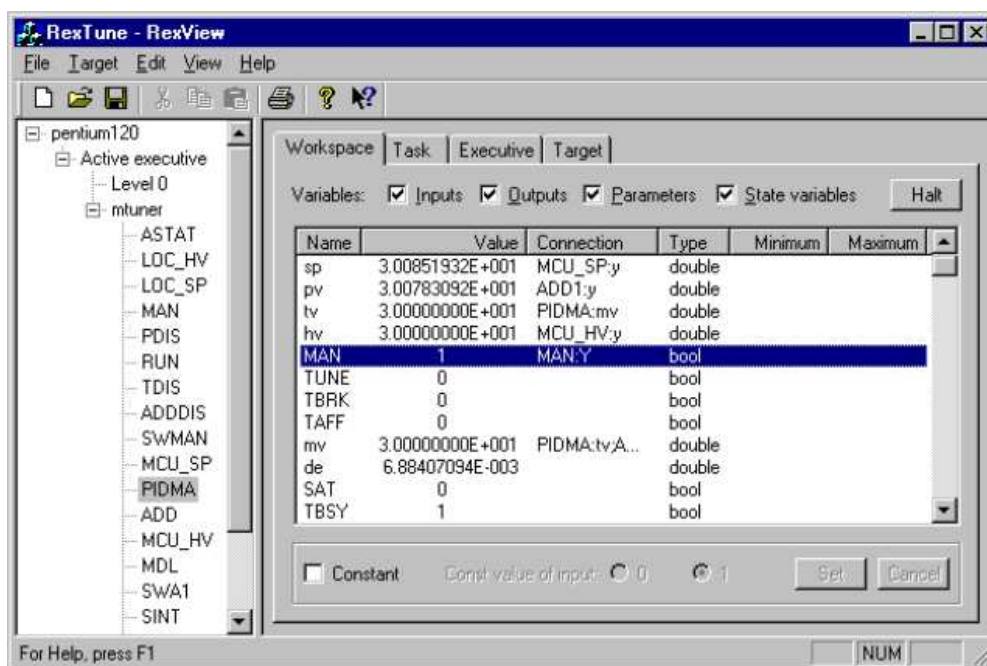 RexTune - RexView
File Target Edit View Help
pentium120
Active executive
Level 0
mtuner
ASTAT
LOC_HV
LOC_SP
MAN
PDIS
RUN
TDIS
ADDDIS
SWMAN
MCU_SP
PIDMA
ADD
MCU_HV
MDL
SWA1
SINT
Workspace Task Executive Target
Variables: Inputs Outputs Parameters State variables Halt
Name Value Connection Type Minimum Maximum
sp 3.00851932E+001 MCU_SP:y double
pv 3.00783092E+001 ADD1:y double
tv 3.00000000E+001 PIDMA:mv double
hv 3.00000000E+001 MCU_HV:y double
MAN 1 MAN:Y bool
TUNE 0 bool
TBRK 0 bool
TAFF 0 bool
mv 3.00000000E+001 PIDMA:tv;A... double
de 6.88407094E-003 double
SAT 0 bool
TBSY 1 bool
Constant Const value of input: 0 1 Set Cancel
For Help, press F1 NUM